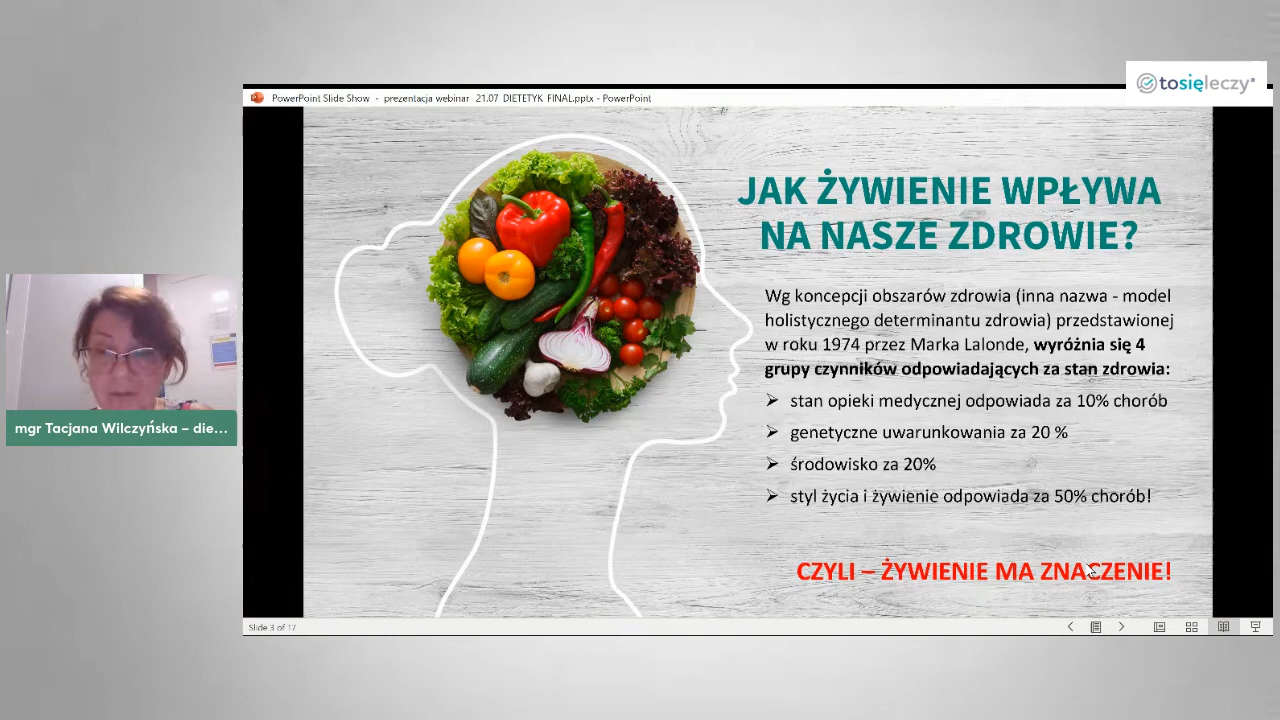 tosięleczy
PowerPoint Slide Show - prezentacja webinar 21.07 DIETETYK FINAL.pptx - PowerPoint
JAK ŻYWIENIE WPŁYWA
NA NASZE ZDROWIE?
Wg koncepcji obszarów zdrowia (inna nazwa - model
holistycznego determinantu zdrowia) przedstawionej
w roku 1974 przez Marka Lalonde, wyróżnia się 4
grupy czynników odpowiadających za stan zdrowia:
➢ stan opieki medycznej odpowiada za 10% chorób
➢ genetyczne uwarunkowania za 20 %
➢ środowisko za 20%
➢ styl życia i żywienie odpowiada za 50% chorób!
CZYLI – ŻYWIENIE MA ZNACZENIE!
mgr Tacjana Wilczyńska – die...
Slide 3 of 17